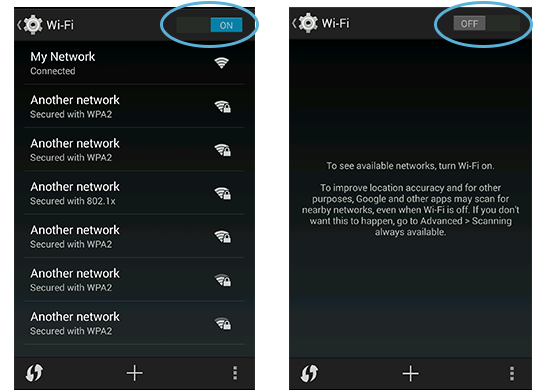 Wi-Fi
ON
My Network
Connected
Another network
Secured with WPA2
Another network
Secured with WPA2
Another network
Secured with 802.1x
Another network
Secured with WPA2
Another network
Secured with WPA2
Another network
Secured with WPA2
Wi-Fi
OFF
To see available networks, turn Wi-Fi on.
To improve location accuracy and for other
purposes, Google and other apps may scan for
nearby networks, even when Wi-Fi is off. If you don't
want this to happen, go to Advanced > Scanning
always available.